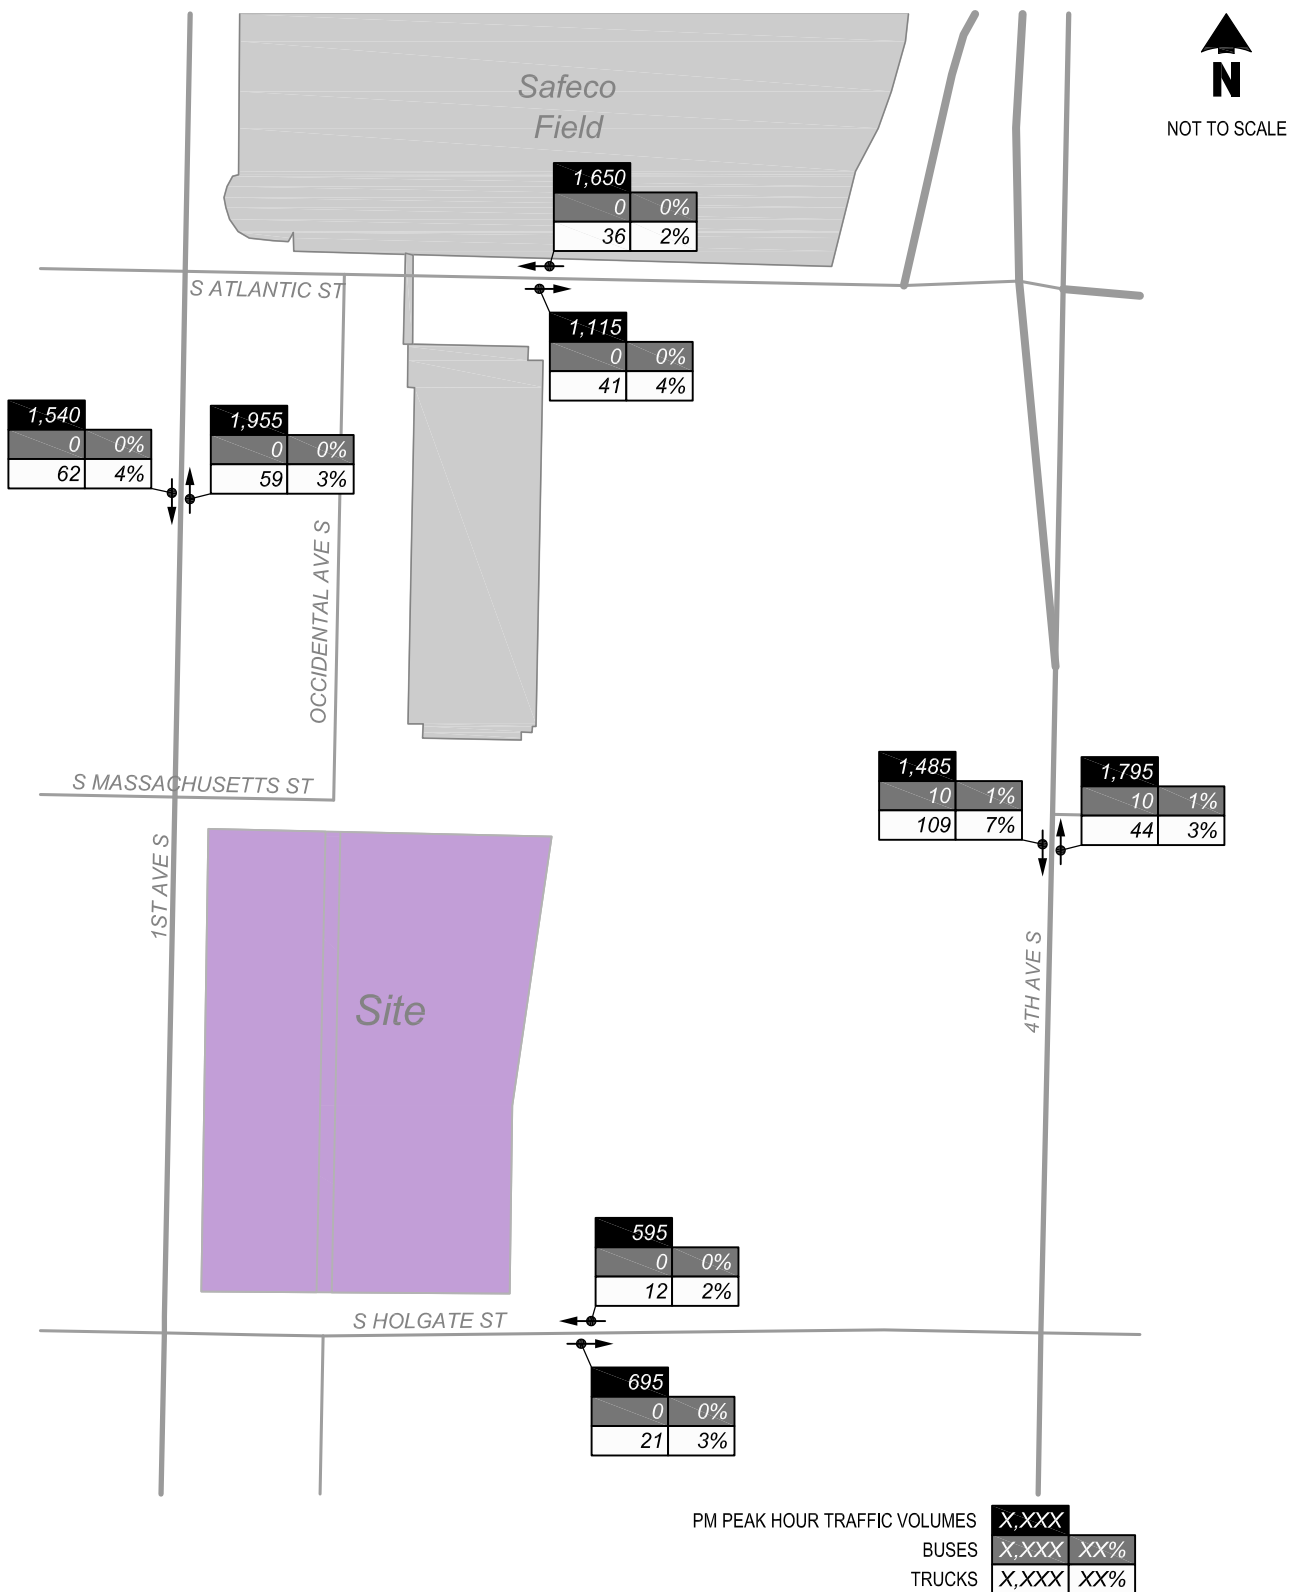 N
NOT TO SCALE
Safeco
Field
1,650
0 0%
36 2%
S ATLANTIC ST
1,115
0 0%
41 4%
1,540
0 0%
62 4%
1,955
0 0%
59 3%
OCCIDENTAL AVE S
S MASSACHUSETTS ST
1,485
10 1%
109 7%
1,795
10 1%
44 3%
1ST AVE S
4TH AVE S
Site
595
0 0%
12 2%
S HOLGATE ST
695
0 0%
21 3%
PM PEAK HOUR TRAFFIC VOLUMES X,XXX
BUSES X,XXX XX%
TRUCKS X,XXX XX%